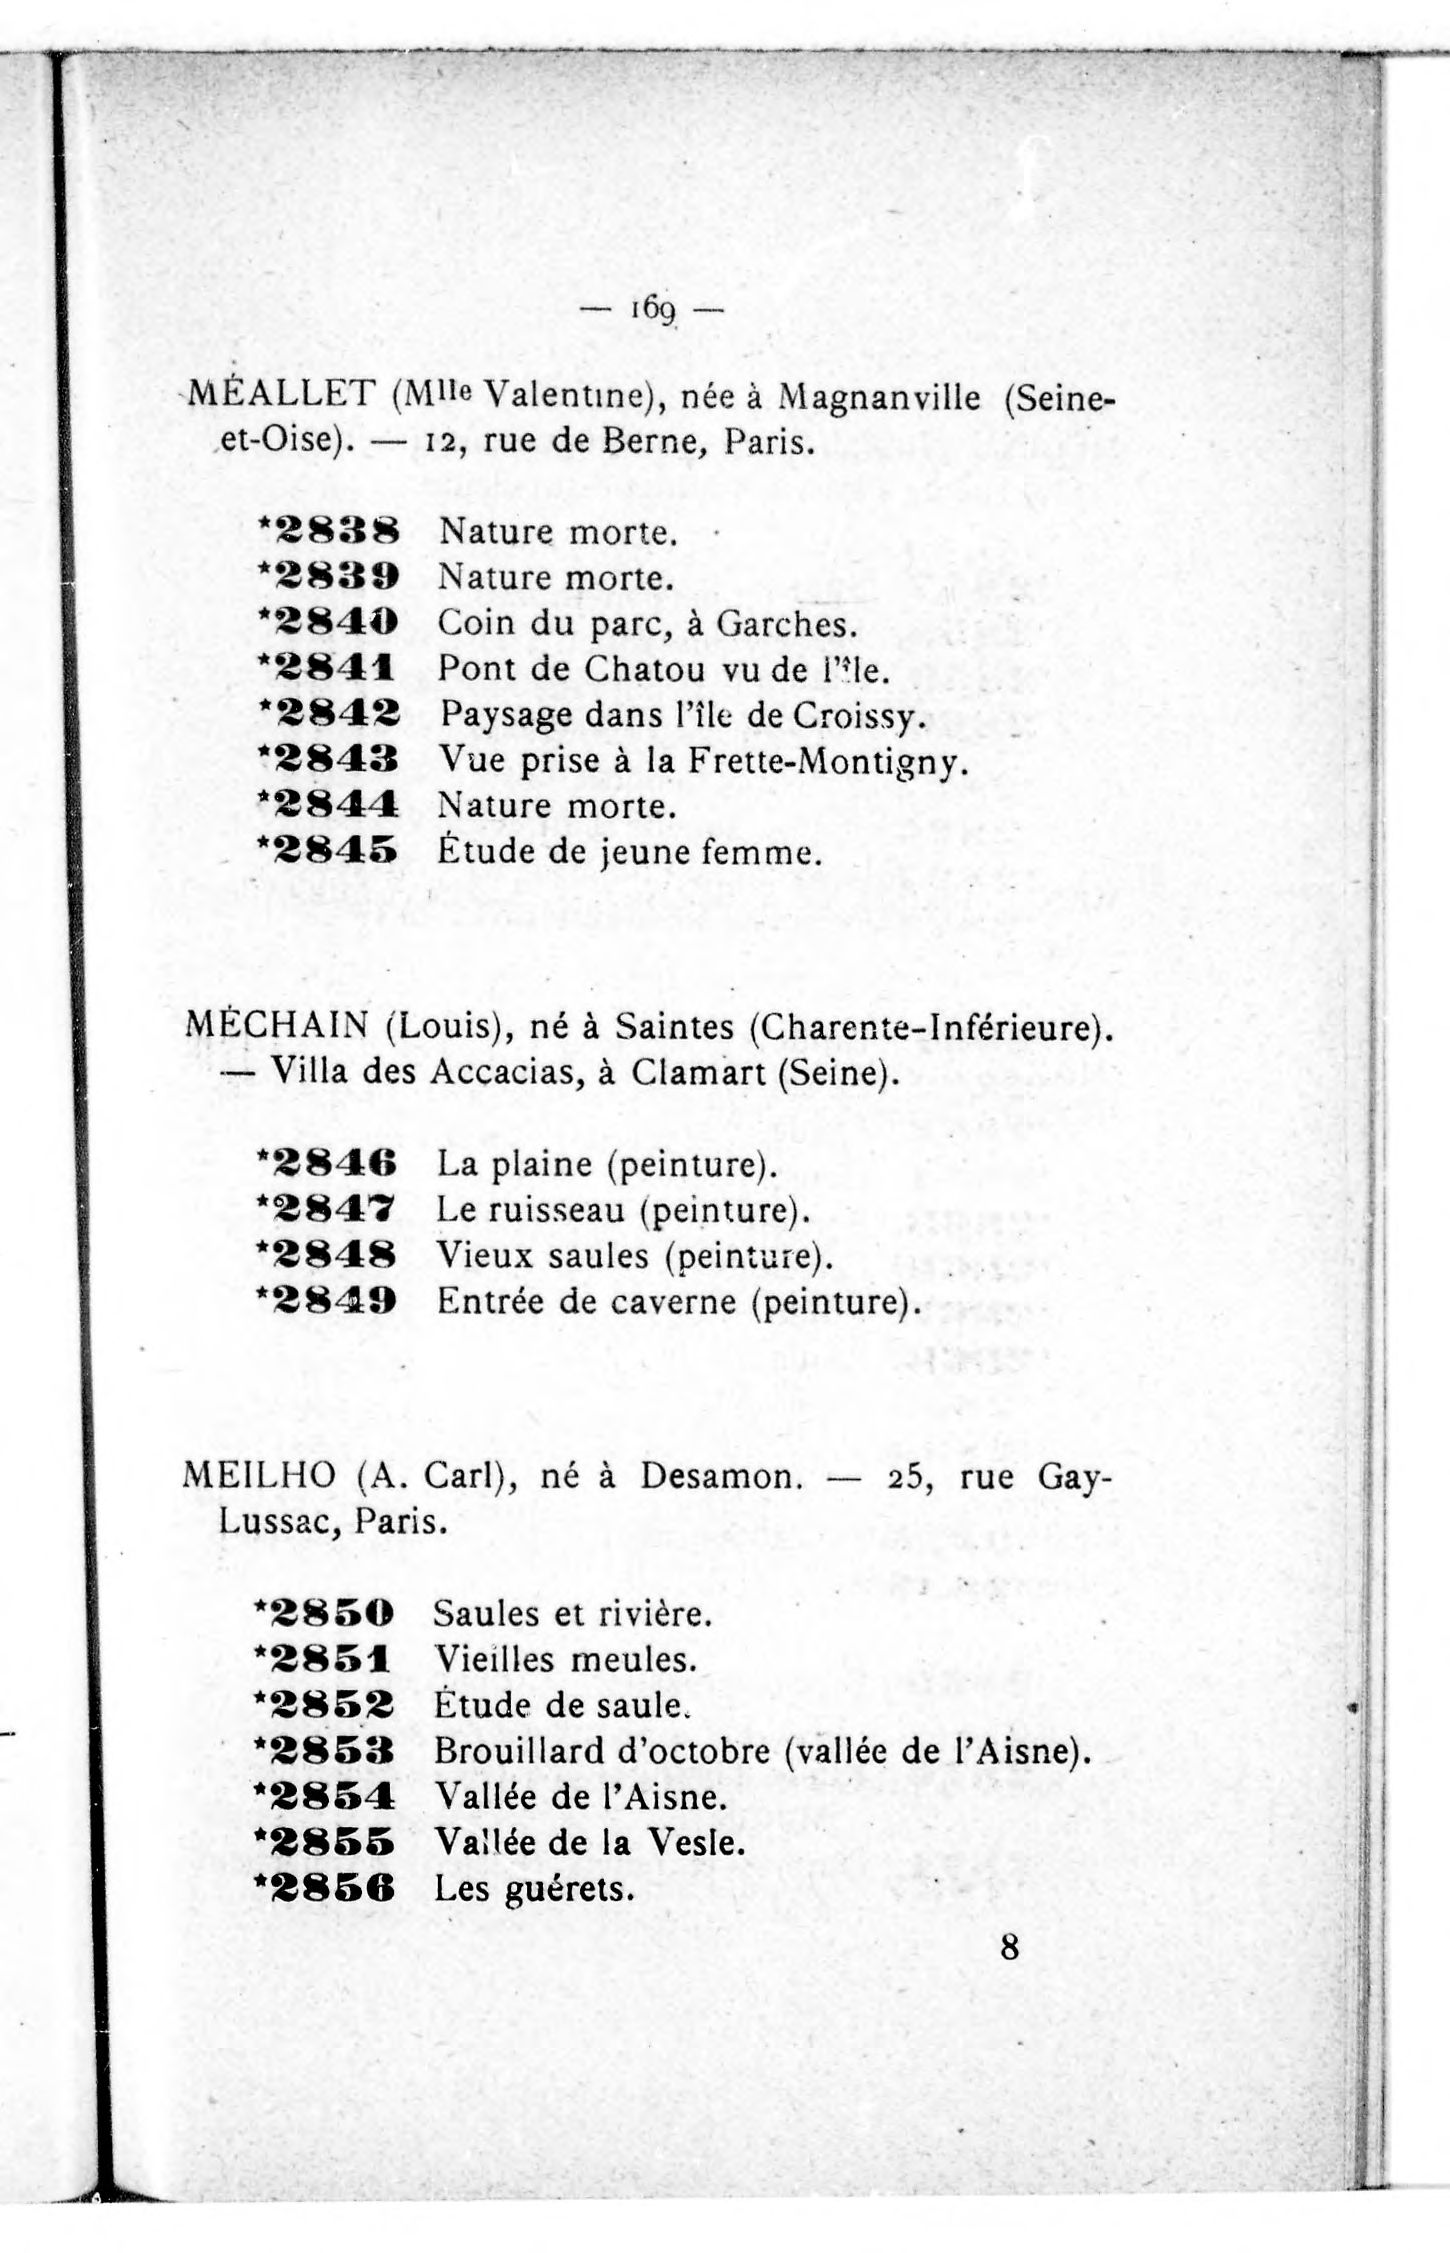 — 169 —
MÉALLET (Mlle Valentine), née à Magnanville (Seine-
et-Oise). — 12, rue de Berne, Paris.
*2838 Nature morte.
*2839 Nature morte.
*2840 Coin du parc, à Garches.
*2841 Pont de Chatou vu de l'île.
*2842 Paysage dans l'île de Croissy.
*2843 Vue prise à la Frette-Montigny.
*2844 Nature morte.
*2845 Étude de jeune femme.
MÉCHAIN (Louis), né à Saintes (Charente-Inférieure).
— Villa des Accacias, à Clamart (Seine).
*2846 La plaine (peinture).
*2847 Le ruisseau (peinture).
*2848 Vieux saules (peinture).
*2849 Entrée de caverne (peinture).
MEILHO (A. Carl), né à Desamon. — 25, rue Gay-
Lussac, Paris.
*2850 Saules et rivière.
*2851 Vieilles meules.
*2852 Étude de saule.
*2853 Brouillard d'octobre (vallée de l'Aisne).
*2854 Vallée de l'Aisne.
*2855 Vallée de la Vesle.
*2856 Les guérets.
8